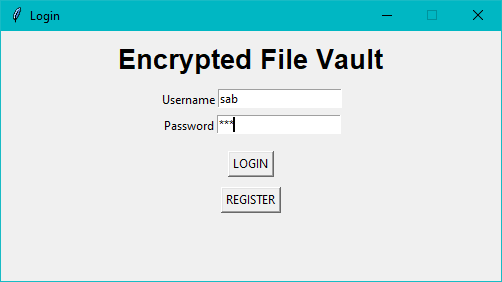 Login
Encrypted File Vault
Username sab
Password ***
LOGIN
REGISTER